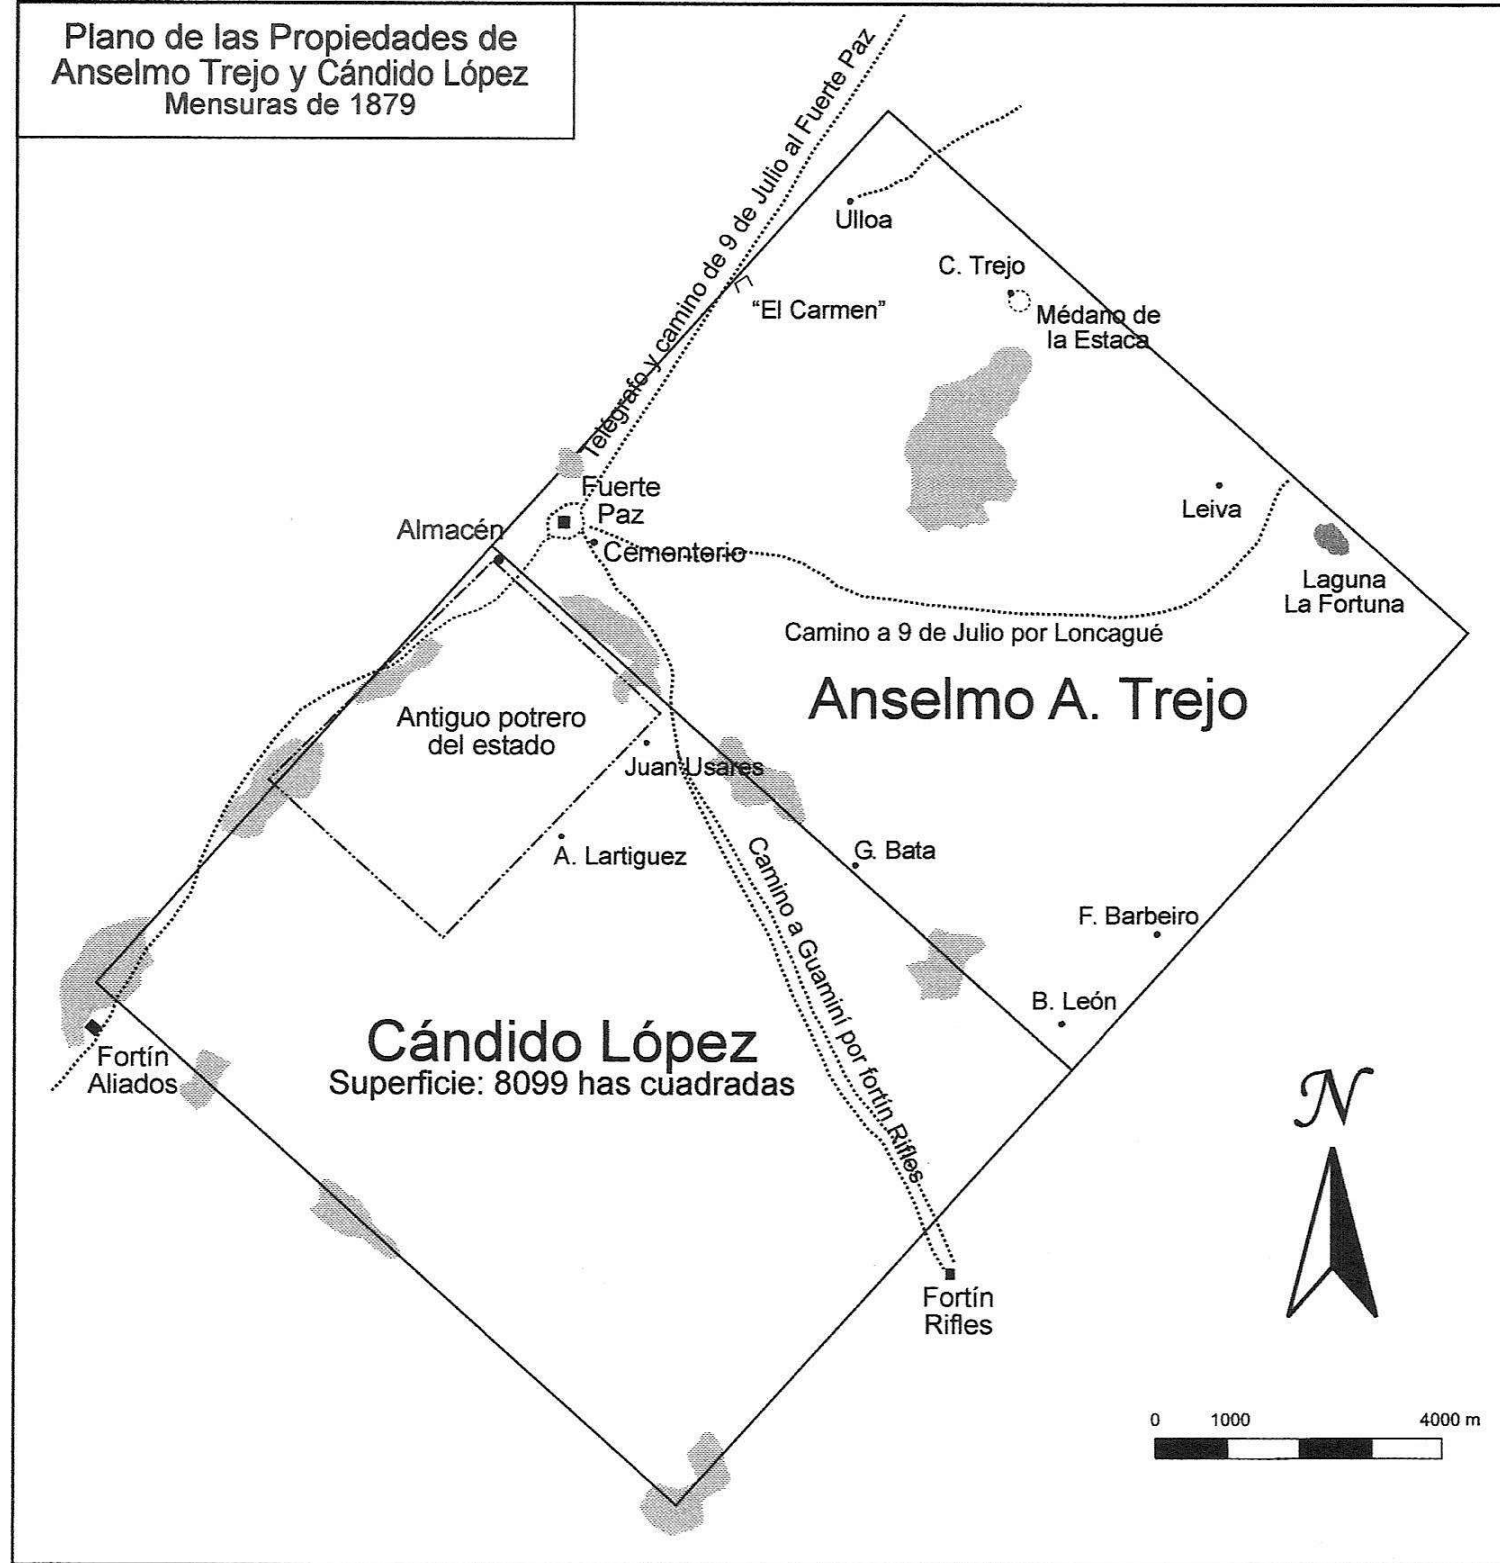 Plano de las Propiedades de
Anselmo Trejo y Cándido López
Mensuras de 1879
Telégrafo y camino de 9 de Julio al Fuerte Paz
Ulloa
C. Trejo
"El Carmen"
Médano de
la Estaca
Fuerte
Paz
Almacén
Cementerio
Leiva
Laguna
La Fortuna
Camino a 9 de Julio por Loncagué
Anselmo A. Trejo
Antiguo potrero
del estado
Juan Usares
A. Lartiguez
G. Bata
Camino a Guaminí por fortín Rifles
F. Barbeiro
B. León
Cándido López
Superficie: 8099 has cuadradas
Fortín
Aliados
N
Fortín
Rifles
0 1000 4000 m